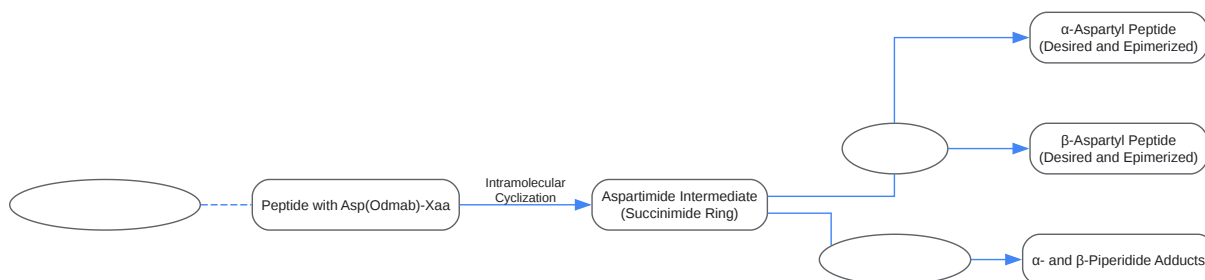 α-Aspartyl Peptide
(Desired and Epimerized)
β-Aspartyl Peptide
(Desired and Epimerized)
Intramolecular
Cyclization
Peptide with Asp(Odmab)-Xaa
Aspartimide Intermediate
(Succinimide Ring)
α- and β-Piperidide Adducts